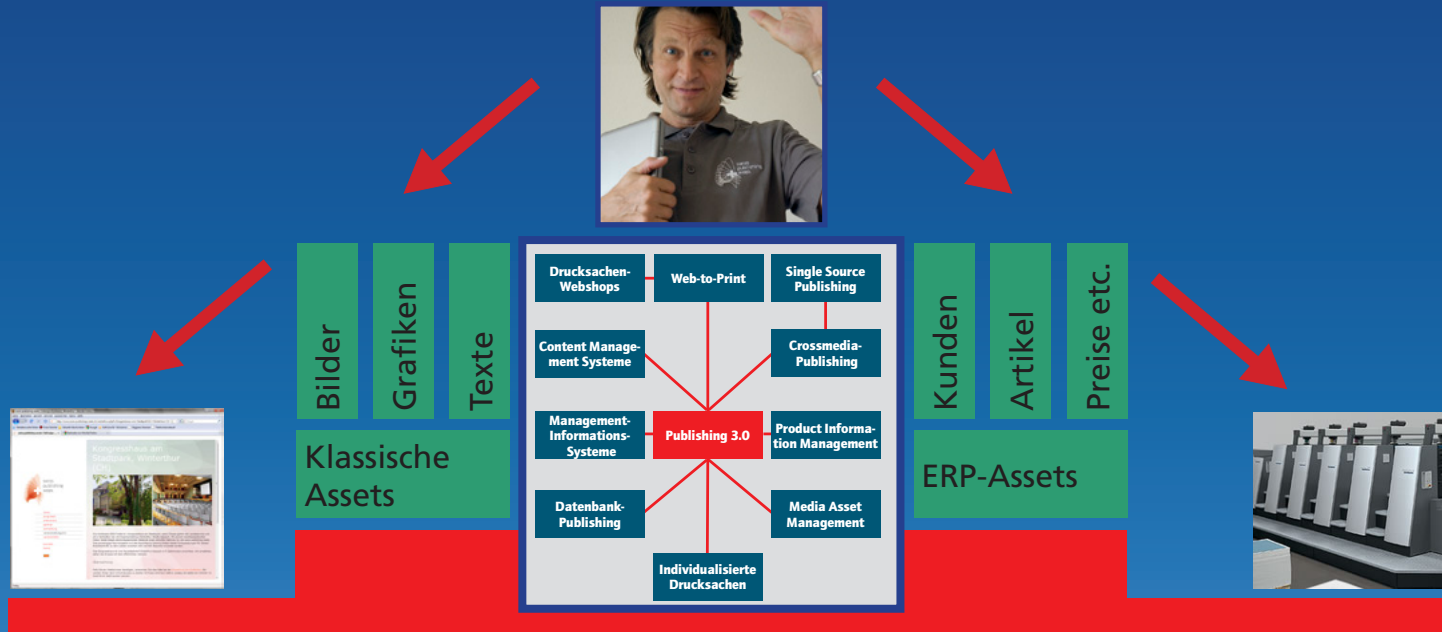 Bilder
Grafiken
Texte
Klassische
Assets
Drucksachen-
Webshops
Web-to-Print
Single Source
Publishing
Content Manage-
ment Systeme
Crossmedia-
Publishing
Management-
Informations-
Systeme
Publishing 3.0
Product Informa-
tion Management
Datenbank-
Publishing
Media Asset
Management
Individualisierte
Drucksachen
Kunden
Artikel
Preise etc.
ERP-Assets
Kongresshaus am
Stadtpark, Winterthur
(CH)